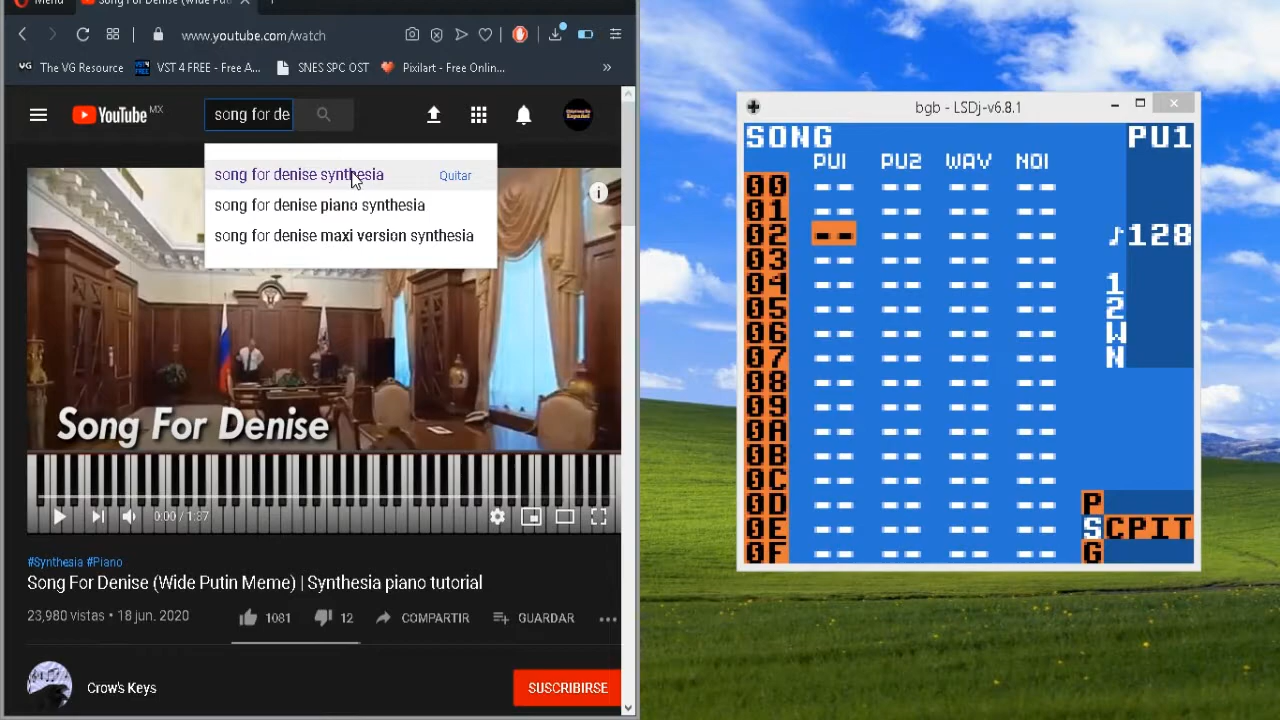 Menú
Song For Denise (Wide Put
www.youtube.com/watch
VG The VG Resource
VST 4 FREE - Free A...
SNES SPC OST
Pixilart - Free Onlin...
»
YouTube MX
song for de
song for denise synthesia Quitar
song for denise piano synthesia
song for denise maxi version synthesia
Song For Denise
0:00 / 1:37
#Synthesia #Piano
Song For Denise (Wide Putin Meme) | Synthesia piano tutorial
23,980 vistas • 18 jun. 2020
1081
12
COMPARTIR
GUARDAR
Crow's Keys
SUSCRIBIRSE
bgb - LSDj-v6.8.1
SONG PU1
PU1 PU2 WAV NOI
00 -- -- -- --
01 -- -- -- --
02 -- -- -- -- ♪128
03 -- -- -- --
04 -- -- -- -- 1
05 -- -- -- -- 2
06 -- -- -- -- W
07 -- -- -- -- N
08 -- -- -- --
09 -- -- -- --
0A -- -- -- --
0B -- -- -- --
0C -- -- -- --
0D -- -- -- -- P
0E -- -- -- -- SCPIT
0F -- -- -- -- G